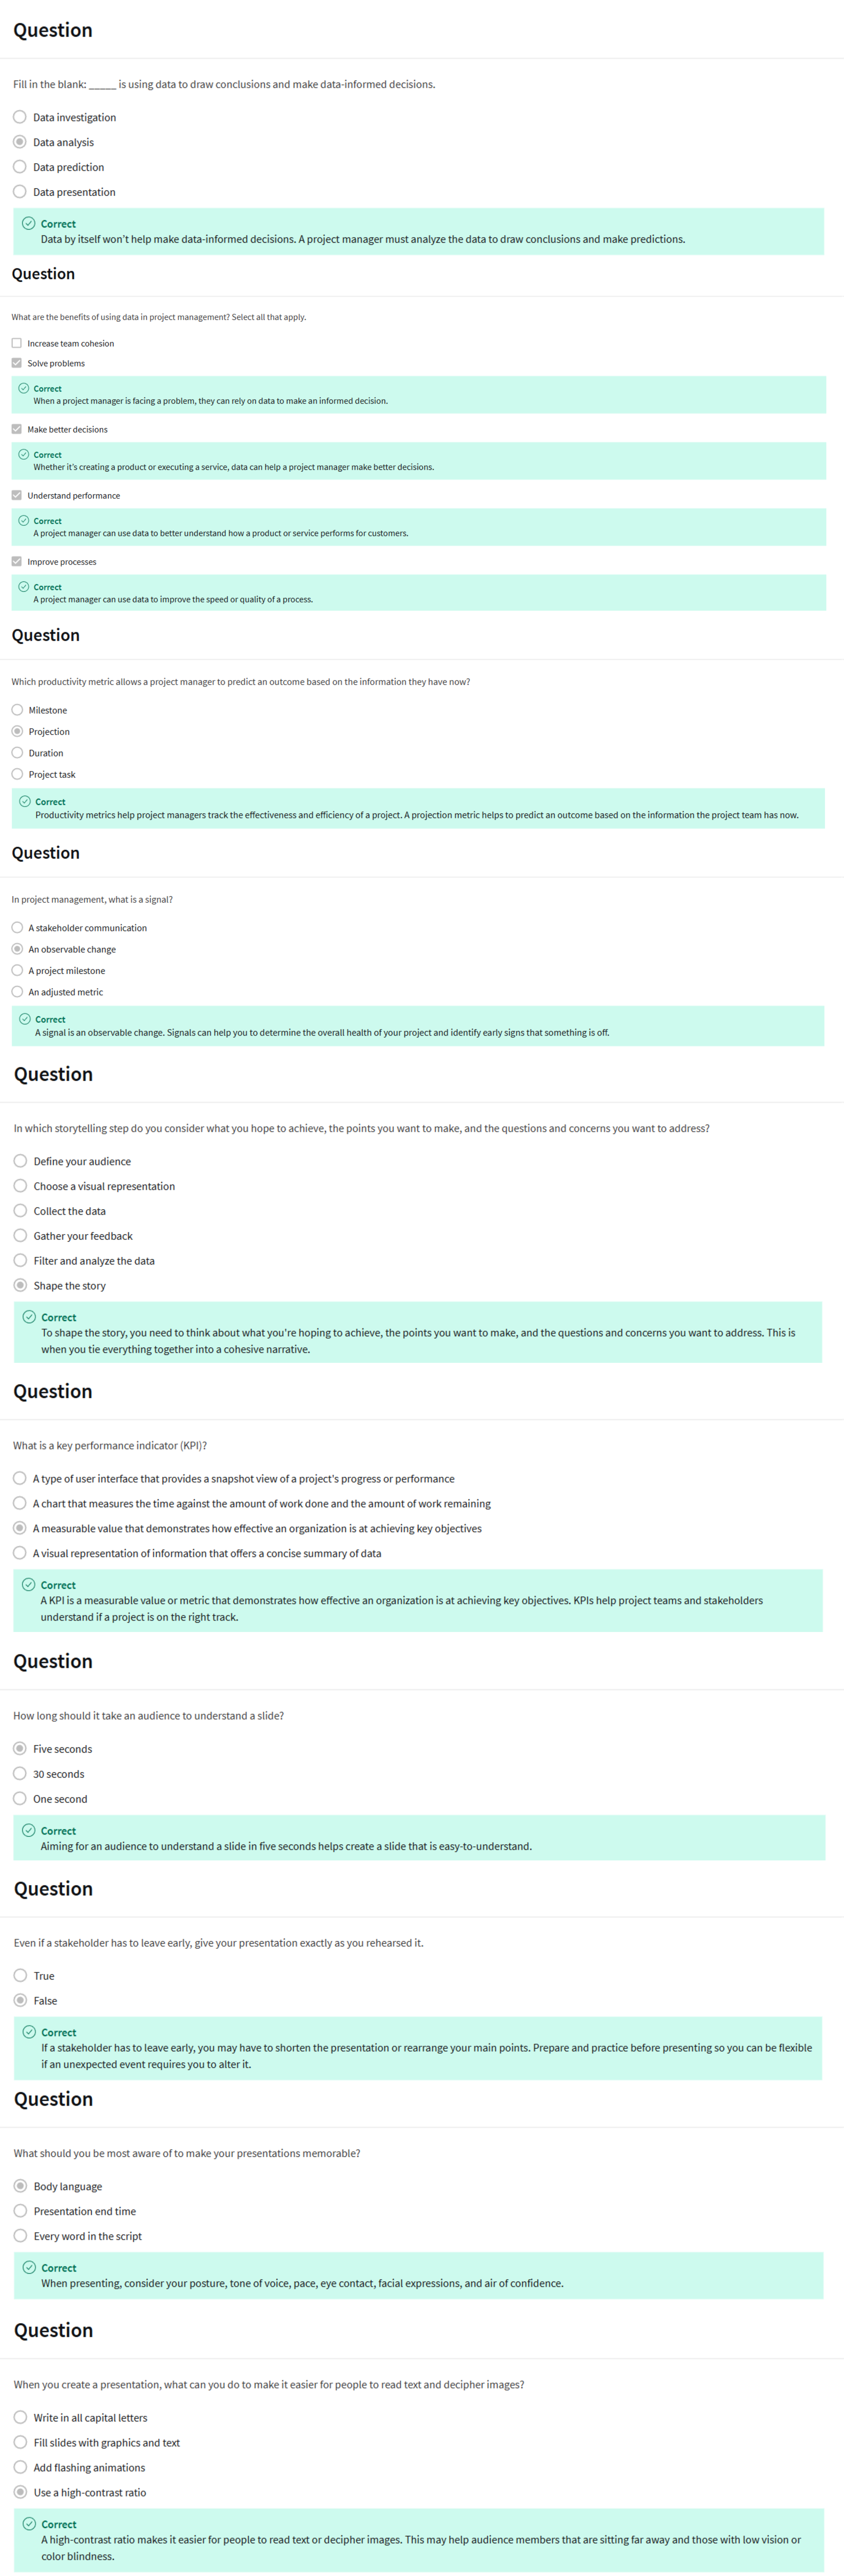 Question
Fill in the blank: _____ is using data to draw conclusions and make data-informed decisions.
Data investigation
Data analysis
Data prediction
Data presentation
Correct
Data by itself won't help make data-informed decisions. A project manager must analyze the data to draw conclusions and make predictions.
Question
What are the benefits of using data in project management? Select all that apply.
Increase team cohesion
Solve problems
Correct
When a project manager is facing a problem, they can rely on data to make an informed decision.
Make better decisions
Correct
Whether it's creating a product or executing a service, data can help a project manager make better decisions.
Understand performance
Correct
A project manager can use data to better understand how a product or service performs for customers.
Improve processes
Correct
A project manager can use data to improve the speed or quality of a process.
Question
Which productivity metric allows a project manager to predict an outcome based on the information they have now?
Milestone
Projection
Duration
Project task
Correct
Productivity metrics help project managers track the effectiveness and efficiency of a project. A projection metric helps to predict an outcome based on the information the project team has now.
Question
In project management, what is a signal?
A stakeholder communication
An observable change
A project milestone
An adjusted metric
Correct
A signal is an observable change. Signals can help you to determine the overall health of your project and identify early signs that something is off.
Question
In which storytelling step do you consider what you hope to achieve, the points you want to make, and the questions and concerns you want to address?
Define your audience
Choose a visual representation
Collect the data
Gather your feedback
Filter and analyze the data
Shape the story
Correct
To shape the story, you need to think about what you're hoping to achieve, the points you want to make, and the questions and concerns you want to address. This is
when you tie everything together into a cohesive narrative.
Question
What is a key performance indicator (KPI)?
A type of user interface that provides a snapshot view of a project's progress or performance
A chart that measures the time against the amount of work done and the amount of work remaining
A measurable value that demonstrates how effective an organization is at achieving key objectives
A visual representation of information that offers a concise summary of data
Correct
A KPI is a measurable value or metric that demonstrates how effective an organization is at achieving key objectives. KPIs help project teams and stakeholders
understand if a project is on the right track.
Question
How long should it take an audience to understand a slide?
Five seconds
30 seconds
One second
Correct
Aiming for an audience to understand a slide in five seconds helps create a slide that is easy-to-understand.
Question
Even if a stakeholder has to leave early, give your presentation exactly as you rehearsed it.
True
False
Correct
If a stakeholder has to leave early, you may have to shorten the presentation or rearrange your main points. Prepare and practice before presenting so you can be flexible
if an unexpected event requires you to alter it.
Question
What should you be most aware of to make your presentations memorable?
Body language
Presentation end time
Every word in the script
Correct
When presenting, consider your posture, tone of voice, pace, eye contact, facial expressions, and air of confidence.
Question
When you create a presentation, what can you do to make it easier for people to read text and decipher images?
Write in all capital letters
Fill slides with graphics and text
Add flashing animations
Use a high-contrast ratio
Correct
A high-contrast ratio makes it easier for people to read text or decipher images. This may help audience members that are sitting far away and those with low vision or
color blindness.